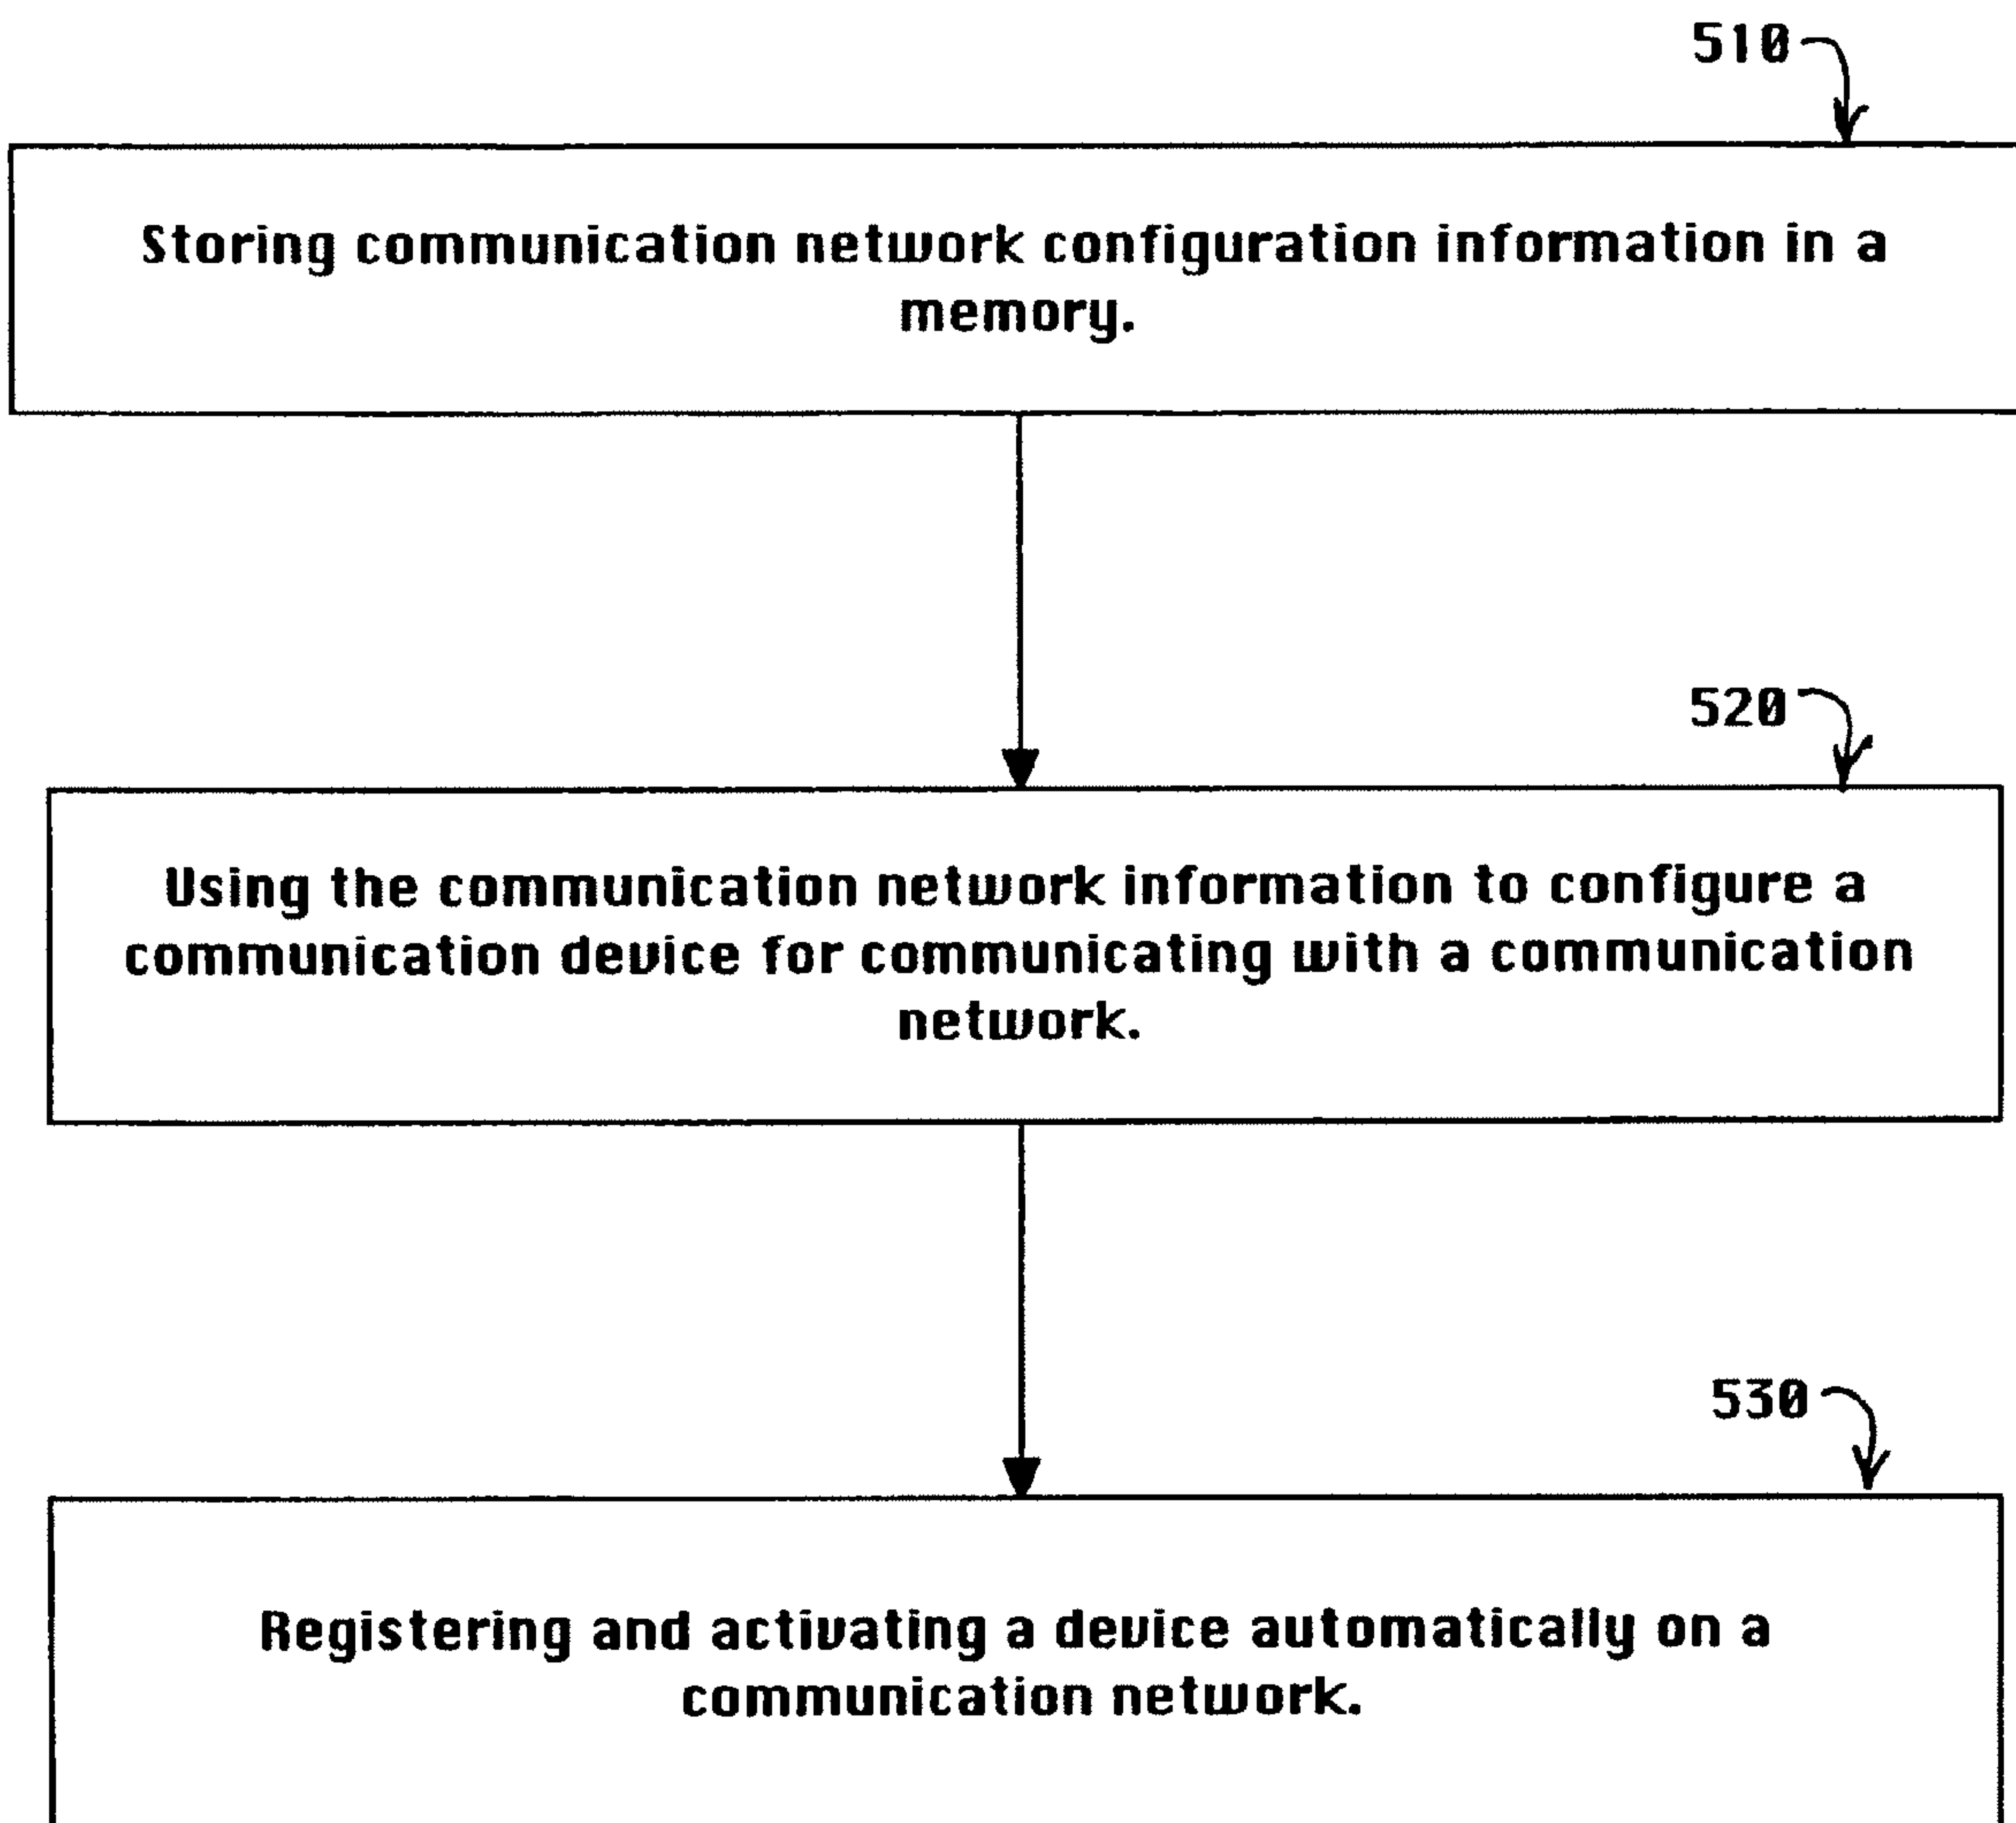 510
Storing communication network configuration information in a
memory.
520
Using the communication network information to configure a
communication device for communicating with a communication
network.
530
Registering and activating a device automatically on a
communication network.